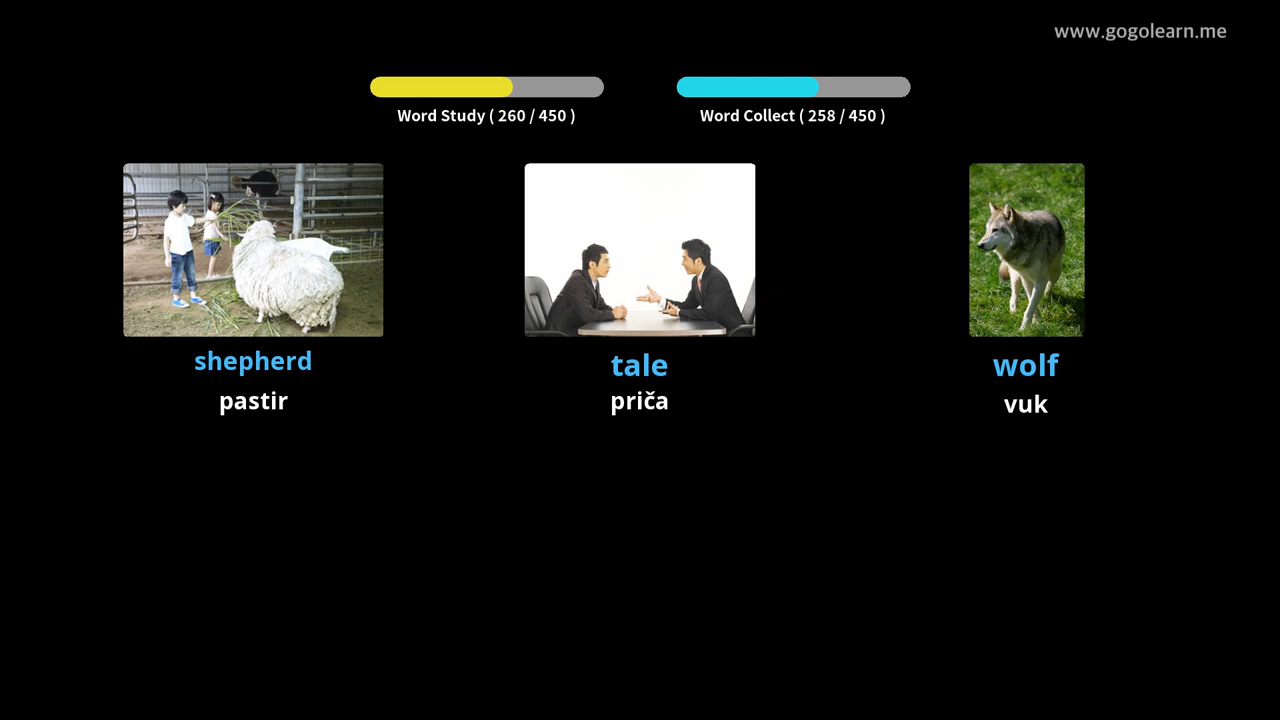 www.gogolearn.me
Word Study ( 260 / 450 )
Word Collect ( 258 / 450 )
shepherd
pastir
tale
priča
wolf
vuk